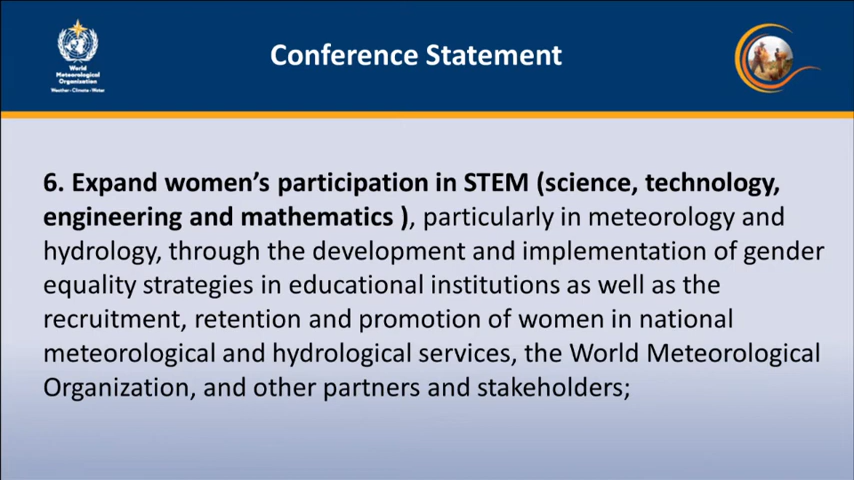 Conference Statement
World
Meteorological
Organization
Weather · Climate · Water
6. Expand women’s participation in STEM (science, technology,
engineering and mathematics ), particularly in meteorology and
hydrology, through the development and implementation of gender
equality strategies in educational institutions as well as the
recruitment, retention and promotion of women in national
meteorological and hydrological services, the World Meteorological
Organization, and other partners and stakeholders;